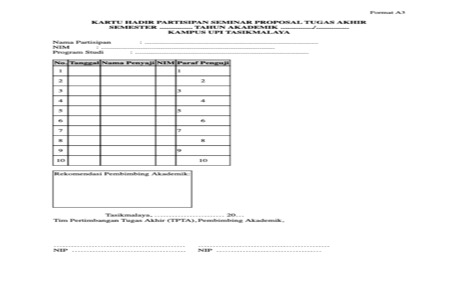 Format A3
KARTU HADIR PARTISIPAN SEMINAR PROPOSAL TUGAS AKHIR
SEMESTER ............ TAHUN AKADEMIK ............/............
KAMPUS UPI TASIKMALAYA
Nama Partisipan : ............................................................
NIM : ............................................................
Program Studi : ............................................................
No. Tanggal Nama Penyaji NIM Paraf Penguji
1 1
2 2
3 3
4 4
5 5
6 6
7 7
8 8
9 9
10 10
Rekomendasi Pembimbing Akademik:
Tasikmalaya, ........................... 20...
Tim Pertimbangan Tugas Akhir (TPTA), Pembimbing Akademik,
............................................ ............................................
NIP ........................................ NIP ........................................